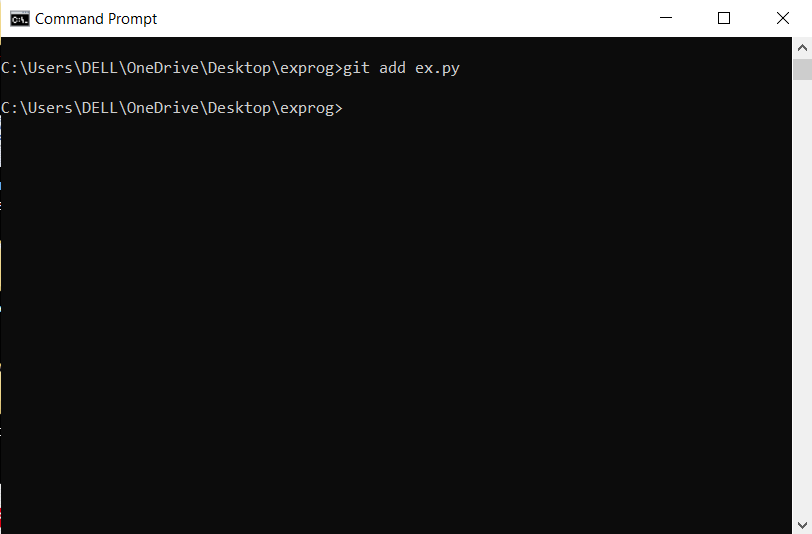 Command Prompt
C:\Users\DELL\OneDrive\Desktop\exprog>git add ex.py
C:\Users\DELL\OneDrive\Desktop\exprog>